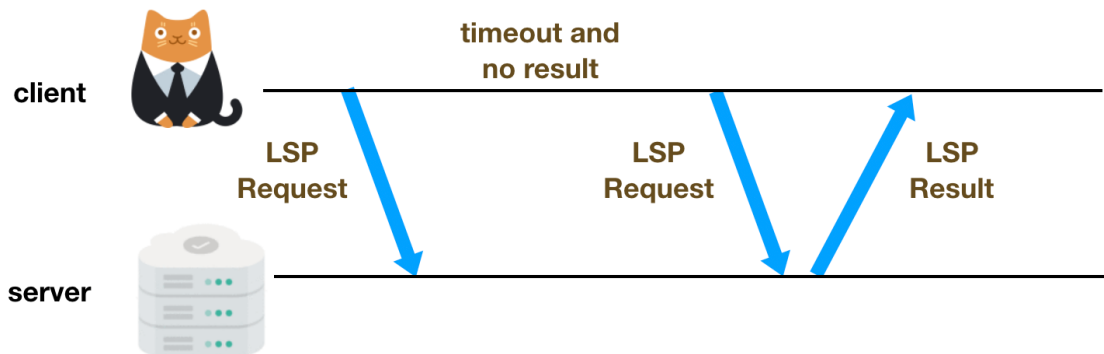 timeout and
no result
client
LSP
Request
LSP
Request
LSP
Result
server